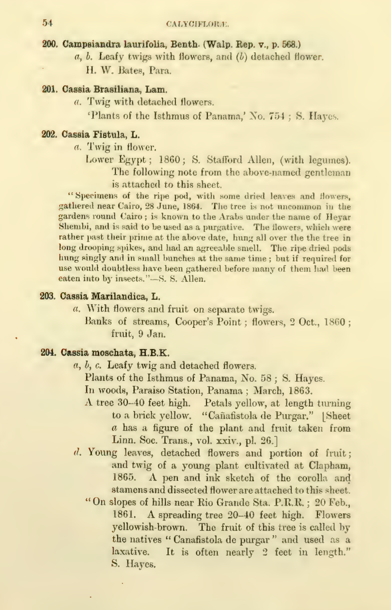 54
CALYCIFLORÆ.
200. Campsiandra laurifolia, Benth. (Walp. Rep. v., p. 568.)
a, b. Leafy twigs with flowers, and (b) detached flower.
H. W. Bates, Para.
201. Cassia Brasiliana, Lam.
a. Twig with detached flowers.
'Plants of the Isthmus of Panama,' No. 754 ; S. Hayes.
202. Cassia Fistula, L.
a. Twig in flower.
Lower Egypt ; 1860 ; S. Stafford Allen, (with legumes).
The following note from the above-named gentleman
is attached to this sheet.
"Specimens of the ripe pod, with some dried leaves and flowers,
gathered near Cairo, 28 June, 1864. The tree is not uncommon in the
gardens round Cairo ; is known to the Arabs under the name of Heyar
Shembi, and is said to be used as a purgative. The flowers, which were
rather past their prime at the above date, hung all over the the tree in
long drooping spikes, and had an agreeable smell. The ripe dried pods
hung singly and in small bunches at the same time ; but if required for
use would doubtless have been gathered before many of them had been
eaten into by insects."—S. S. Allen.
203. Cassia Marilandica, L.
a. With flowers and fruit on separate twigs.
Banks of streams, Cooper's Point ; flowers, 2 Oct., 1860 ;
fruit, 9 Jan.
204. Cassia moschata, H.B.K.
a, b, c. Leafy twig and detached flowers.
Plants of the Isthmus of Panama, No. 58 ; S. Hayes.
In woods, Paraiso Station, Panama ; March, 1863.
A tree 30–40 feet high. Petals yellow, at length turning
to a brick yellow. "Cañafistola de Purgar." [Sheet
a has a figure of the plant and fruit taken from
Linn. Soc. Trans., vol. xxiv., pl. 26.]
d. Young leaves, detached flowers and portion of fruit ;
and twig of a young plant cultivated at Clapham,
1865. A pen and ink sketch of the corolla and
stamens and dissected flower are attached to this sheet.
"On slopes of hills near Rio Grande Sta. P.R.R. ; 20 Feb.,
1861. A spreading tree 20–40 feet high. Flowers
yellowish-brown. The fruit of this tree is called by
the natives "Canafistola de purgar" and used as a
laxative. It is often nearly 2 feet in length."
S. Hayes.